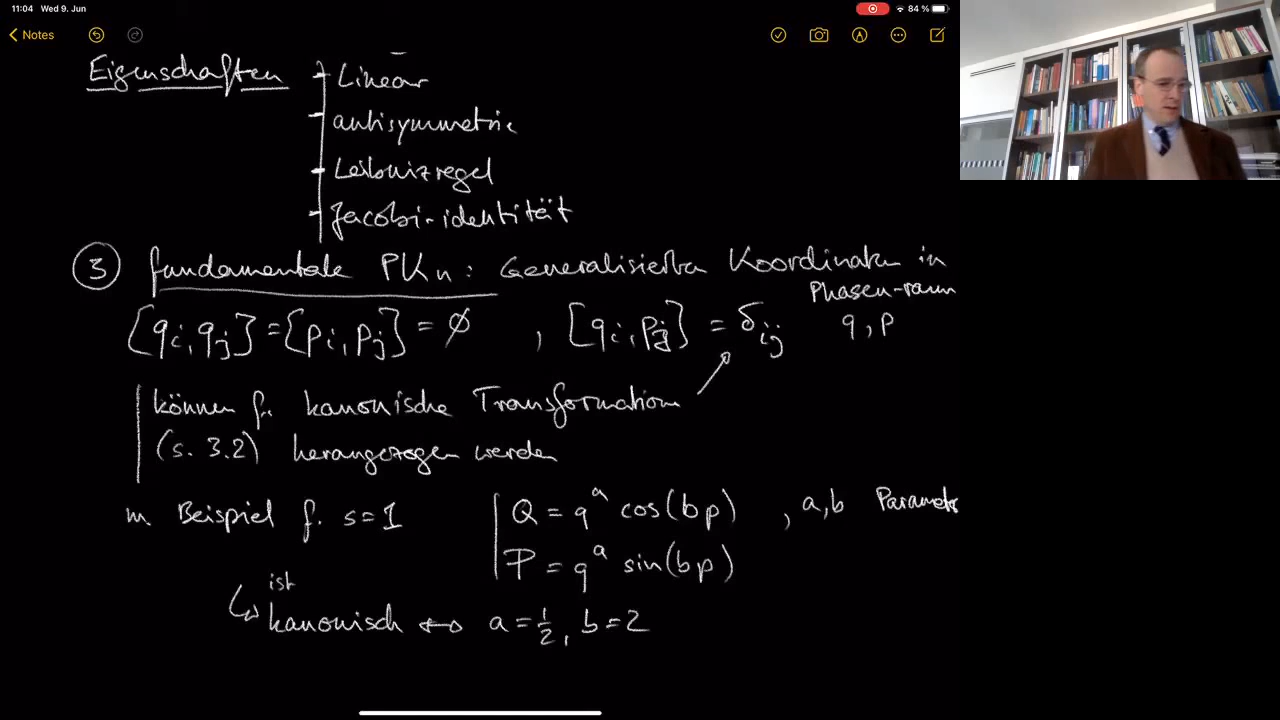 11:04 Wed 9. Jun 84 %
Notes
Eigenschaften Linear
antisymmetrie
Leibnizregel
Jacobi-identität
③ fundamentale PKn: Generalisierten Koordinaten in
Phasen-raum
[qi, qj] = [pi, pj] = ∅ , [qi, pj] = δij q, p
können f. kanonische Transformation
(s. 3.2) herangezogen werden
m. Beispiel f. s=1 Q = q^a cos(bp) , a,b Parameter
P = q^a sin(bp)
ist
↳ kanonisch ↔ a = 1/2, b = 2